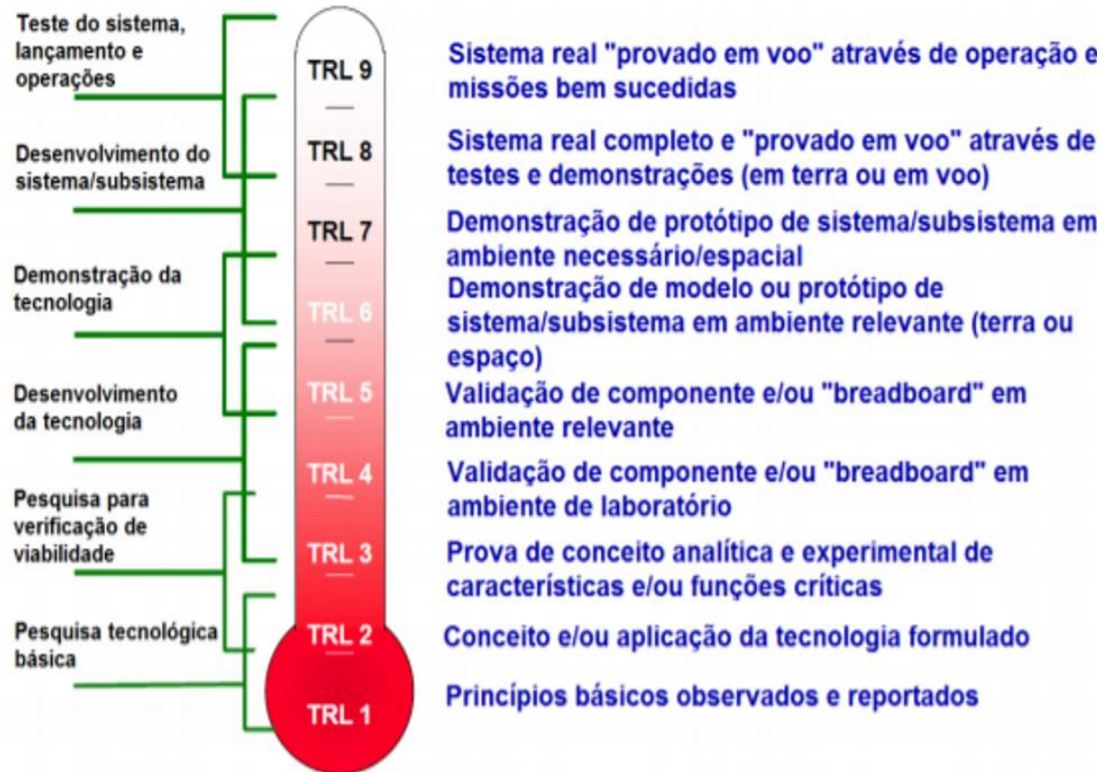 Teste do sistema,
lançamento e
operações
Desenvolvimento do
sistema/subsistema
Demonstração da
tecnologia
Desenvolvimento
da tecnologia
Pesquisa para
verificação de
viabilidade
Pesquisa tecnológica
básica
TRL 9
TRL 8
TRL 7
TRL 6
TRL 5
TRL 4
TRL 3
TRL 2
TRL 1
Sistema real "provado em voo" através de operação e
missões bem sucedidas
Sistema real completo e "provado em voo" através de
testes e demonstrações (em terra ou em voo)
Demonstração de protótipo de sistema/subsistema em
ambiente necessário/espacial
Demonstração de modelo ou protótipo de
sistema/subsistema em ambiente relevante (terra ou
espaço)
Validação de componente e/ou "breadboard" em
ambiente relevante
Validação de componente e/ou "breadboard" em
ambiente de laboratório
Prova de conceito analítica e experimental de
características e/ou funções críticas
Conceito e/ou aplicação da tecnologia formulado
Princípios básicos observados e reportados